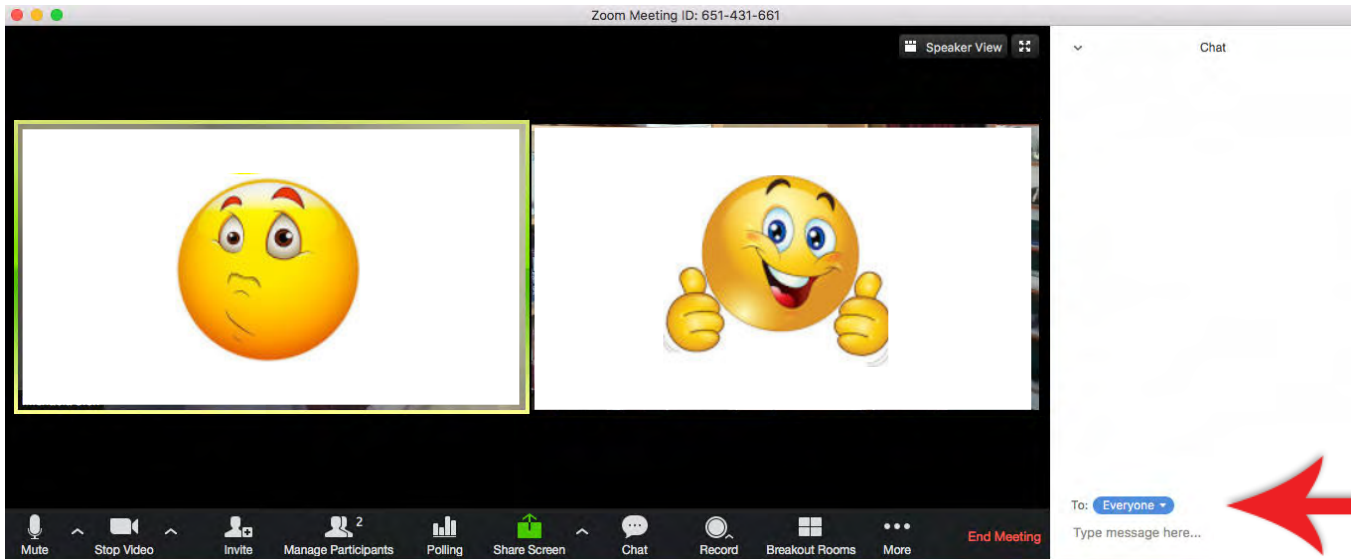 Zoom Meeting ID: 651-431-661
Speaker View
Chat
To: Everyone
Type message here...
Mute
Stop Video
Invite
Manage Participants
2
Polling
Share Screen
Chat
Record
Breakout Rooms
More
End Meeting